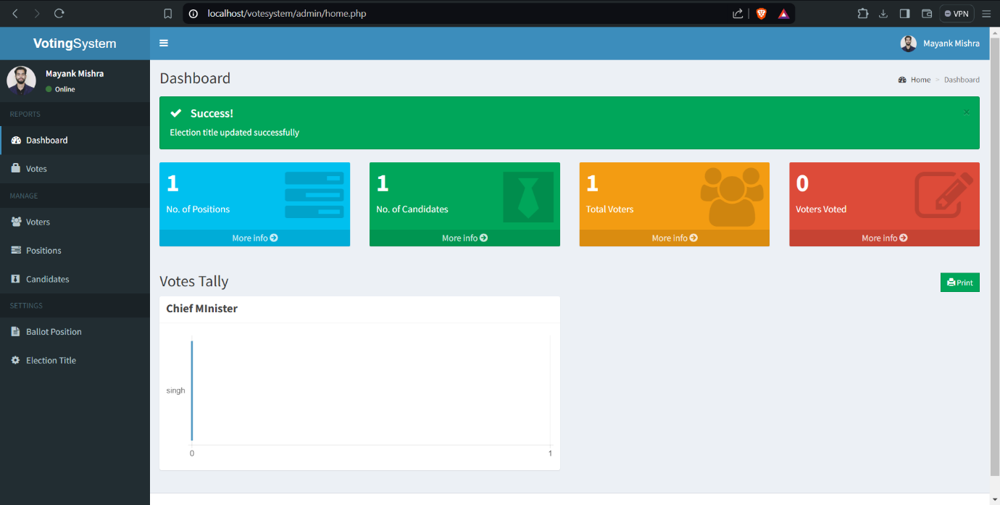 localhost/votesystem/admin/home.php
VPN
VotingSystem
Mayank Mishra
Mayank Mishra
Online
REPORTS
Dashboard
Votes
MANAGE
Voters
Positions
Candidates
SETTINGS
Ballot Position
Election Title
Dashboard
Home > Dashboard
Success!
×
Election title updated successfully
1
No. of Positions
More info
1
No. of Candidates
More info
1
Total Voters
More info
0
Voters Voted
More info
Votes Tally
Print
Chief MInister
singh
0 1